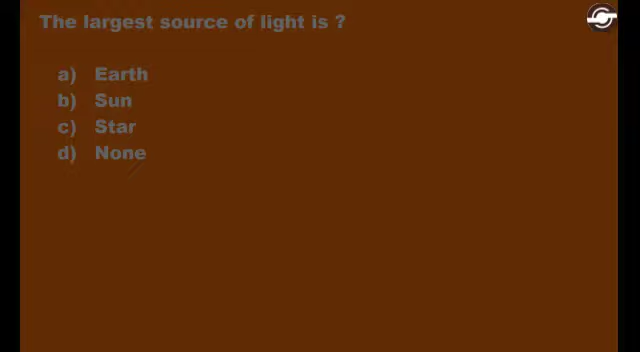 The largest source of light is ?
a) Earth
b) Sun
c) Star
d) None